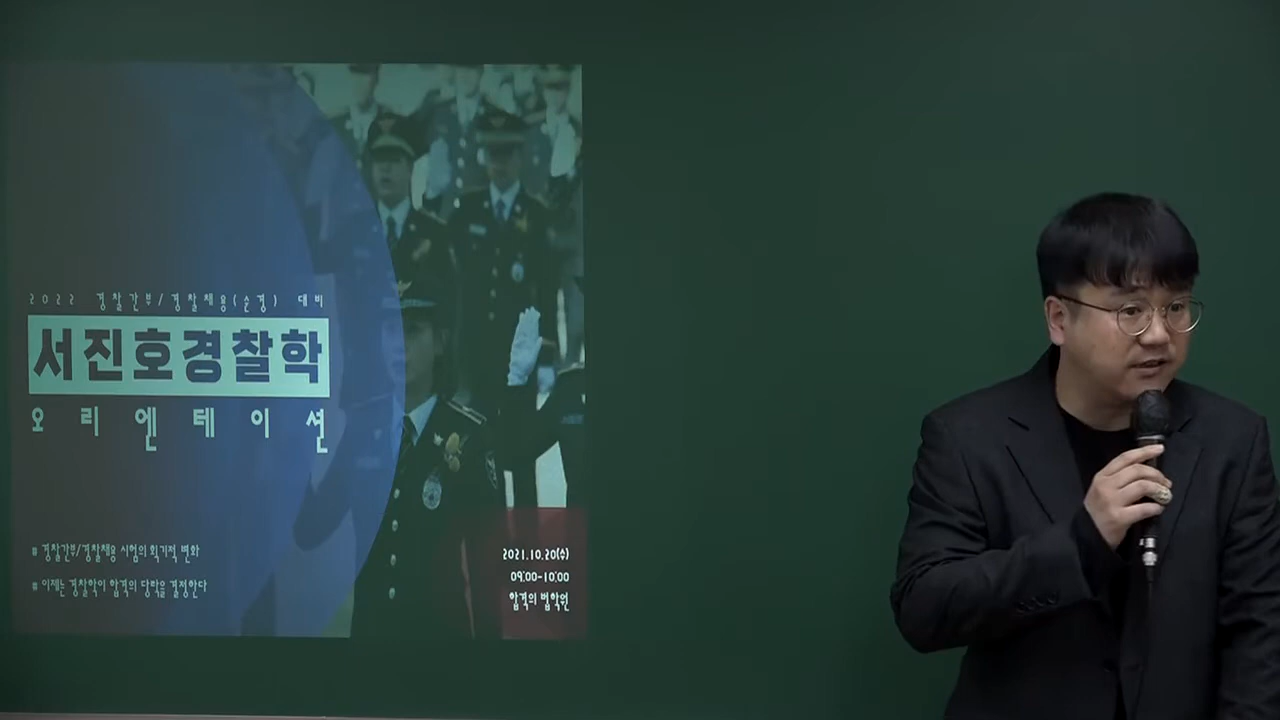 2022 경찰간부/경찰채용(순경) 대비
서진호경찰학
오리엔테이션
# 경찰간부/경찰채용 시험의 획기적 변화
# 이제는 경찰학이 합격의 당락을 결정한다
2021.10.20(수)
09:00-10:00
합격의 법학원